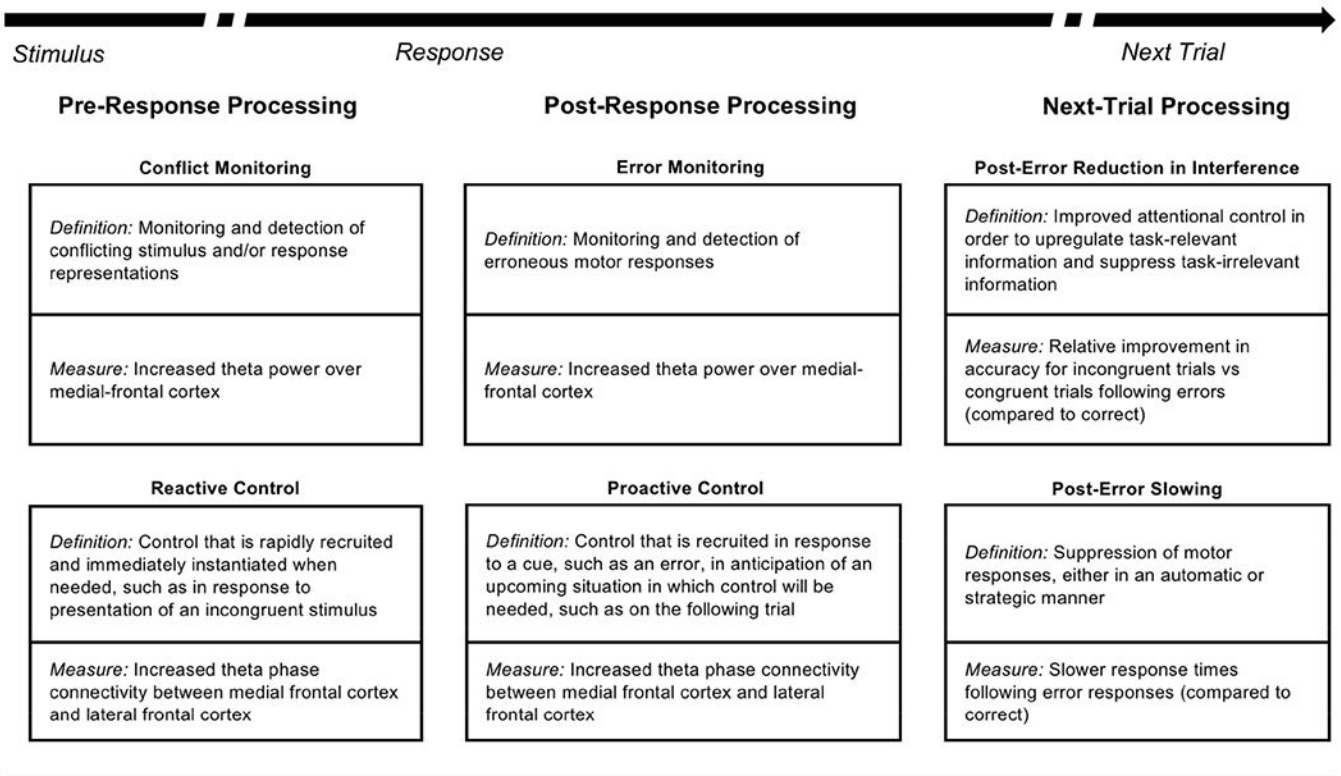 Stimulus
Response
Next Trial
Pre-Response Processing
Post-Response Processing
Next-Trial Processing
Conflict Monitoring
Definition: Monitoring and detection of
conflicting stimulus and/or response
representations
Measure: Increased theta power over
medial-frontal cortex
Error Monitoring
Definition: Monitoring and detection of
erroneous motor responses
Measure: Increased theta power over medial-
frontal cortex
Post-Error Reduction in Interference
Definition: Improved attentional control in
order to upregulate task-relevant
information and suppress task-irrelevant
information
Measure: Relative improvement in
accuracy for incongruent trials vs
congruent trials following errors
(compared to correct)
Reactive Control
Definition: Control that is rapidly recruited
and immediately instantiated when
needed, such as in response to
presentation of an incongruent stimulus
Measure: Increased theta phase
connectivity between medial frontal cortex
and lateral frontal cortex
Proactive Control
Definition: Control that is recruited in response
to a cue, such as an error, in anticipation of an
upcoming situation in which control will be
needed, such as on the following trial
Measure: Increased theta phase connectivity
between medial frontal cortex and lateral
frontal cortex
Post-Error Slowing
Definition: Suppression of motor
responses, either in an automatic or
strategic manner
Measure: Slower response times
following error responses (compared to
correct)